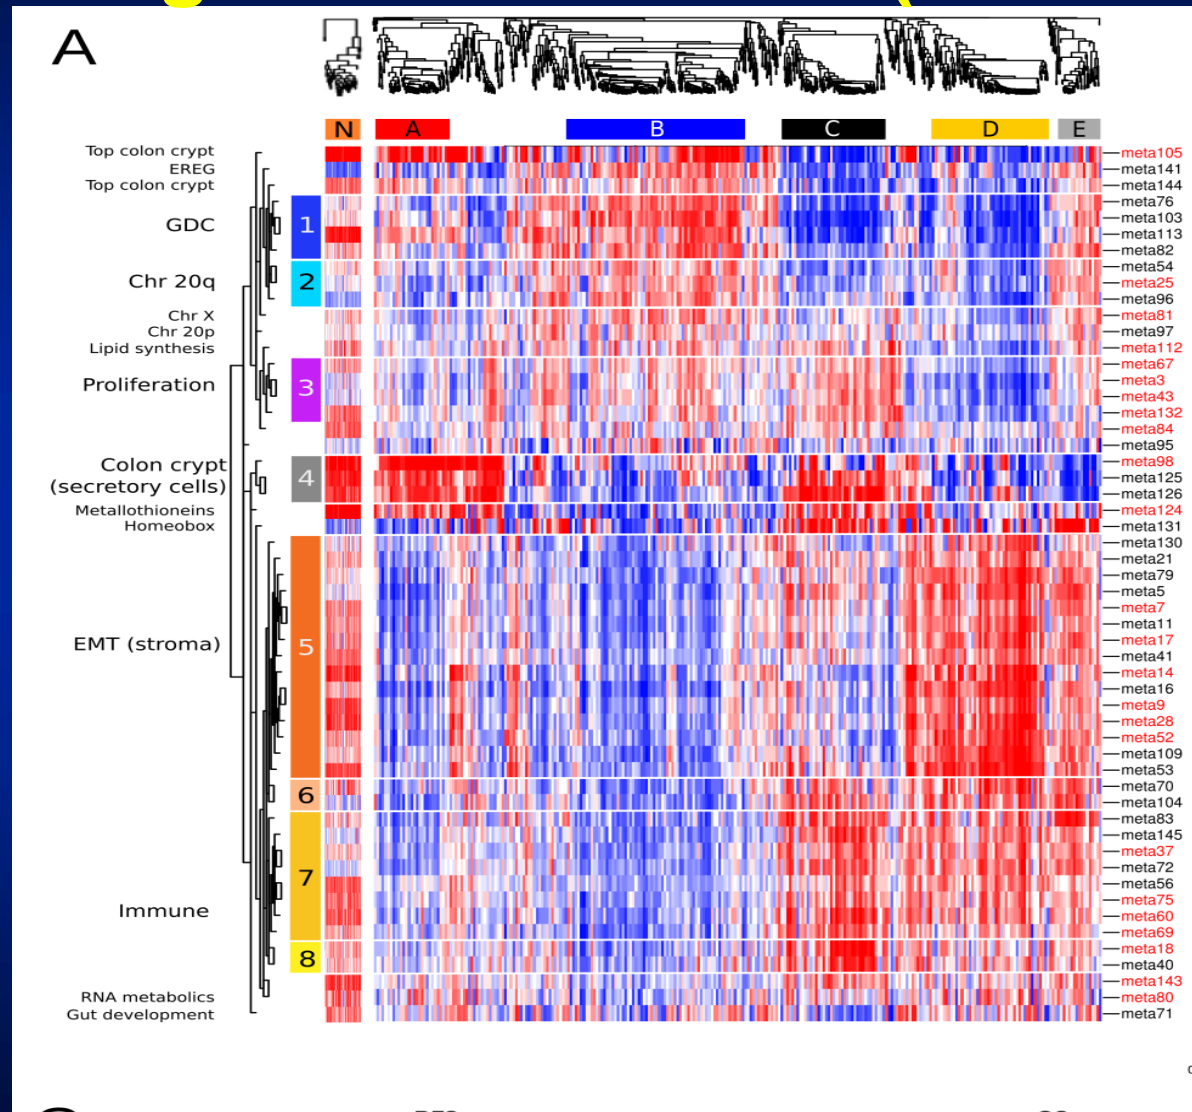 A
N A B C D E
Top colon crypt
EREG
Top colon crypt
GDC
Chr 20q
Chr X
Chr 20p
Lipid synthesis
Proliferation
Colon crypt
(secretory cells)
Metallothioneins
Homeobox
EMT (stroma)
Immune
RNA metabolics
Gut development
1
2
3
4
5
6
7
8
meta105
meta141
meta144
meta76
meta103
meta113
meta82
meta54
meta25
meta96
meta81
meta97
meta112
meta67
meta3
meta43
meta132
meta84
meta95
meta98
meta125
meta126
meta124
meta131
meta130
meta21
meta79
meta5
meta7
meta11
meta17
meta41
meta14
meta16
meta9
meta28
meta52
meta109
meta53
meta70
meta104
meta83
meta145
meta37
meta72
meta56
meta75
meta60
meta69
meta18
meta40
meta143
meta80
meta71